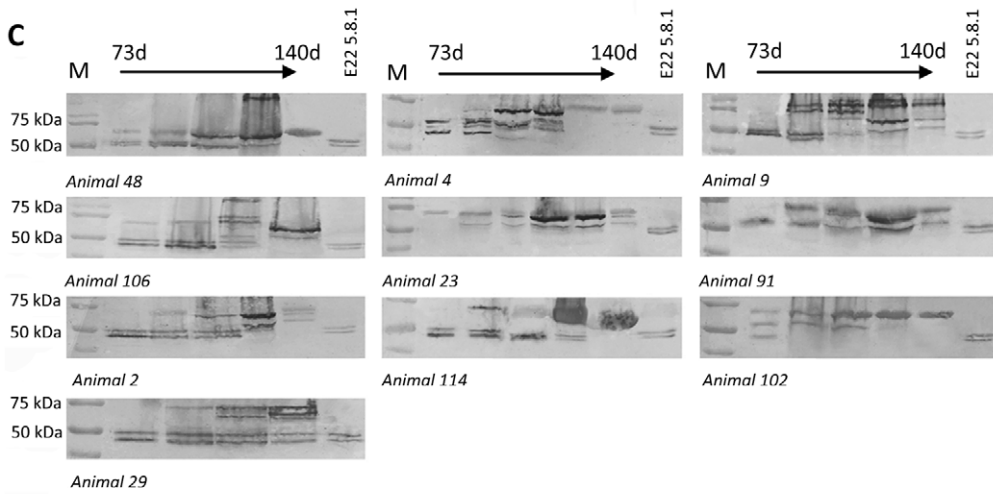 C
M 73d 140d E22 5.8.1 73d 140d E22 5.8.1 M 73d 140d E22 5.8.1
M
75 kDa
50 kDa
Animal 48 Animal 4 Animal 9
75 kDa
50 kDa
Animal 106 Animal 23 Animal 91
75 kDa
50 kDa
Animal 2 Animal 114 Animal 102
75 kDa
50 kDa
Animal 29